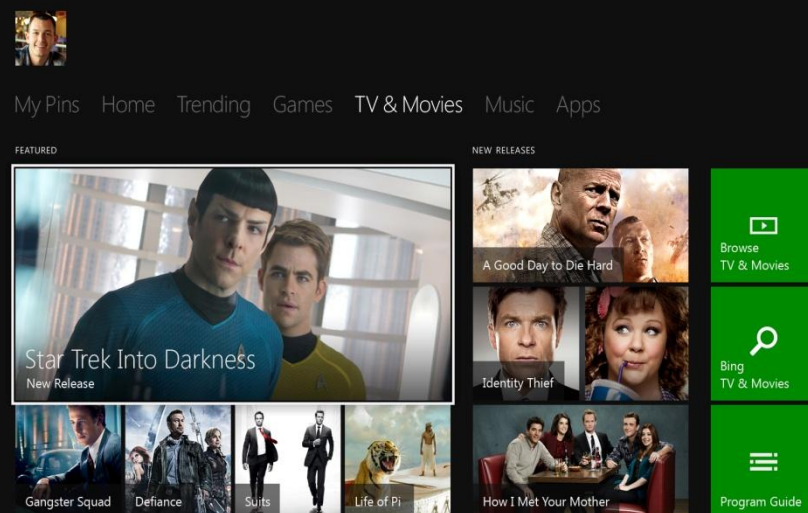 My Pins Home Trending Games TV & Movies Music Apps
FEATURED
Star Trek Into Darkness
New Release
Gangster Squad
Defiance
Suits
Life of Pi
NEW RELEASES
A Good Day to Die Hard
Identity Thief
How I Met Your Mother
Browse
TV & Movies
Bing
TV & Movies
Program Guide